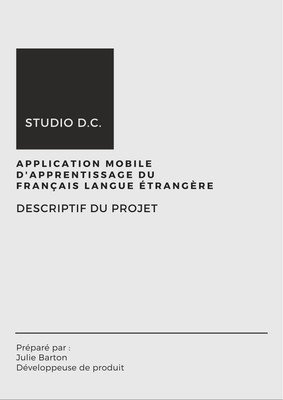 STUDIO D.C.
APPLICATION MOBILE
D'APPRENTISSAGE DU
FRANÇAIS LANGUE ÉTRANGÈRE
DESCRIPTIF DU PROJET
Préparé par :
Julie Barton
Développeuse de produit